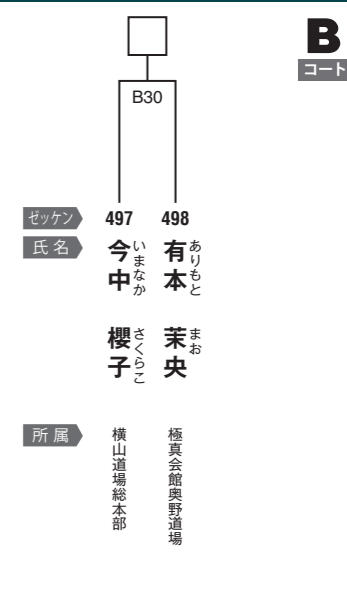 B
コート
B30
ゼッケン
497
498
氏名
今中 櫻子
いまなか さくらこ
有本 茉央
ありもと まお
所属
横山道場総本部
極真会館奥野道場